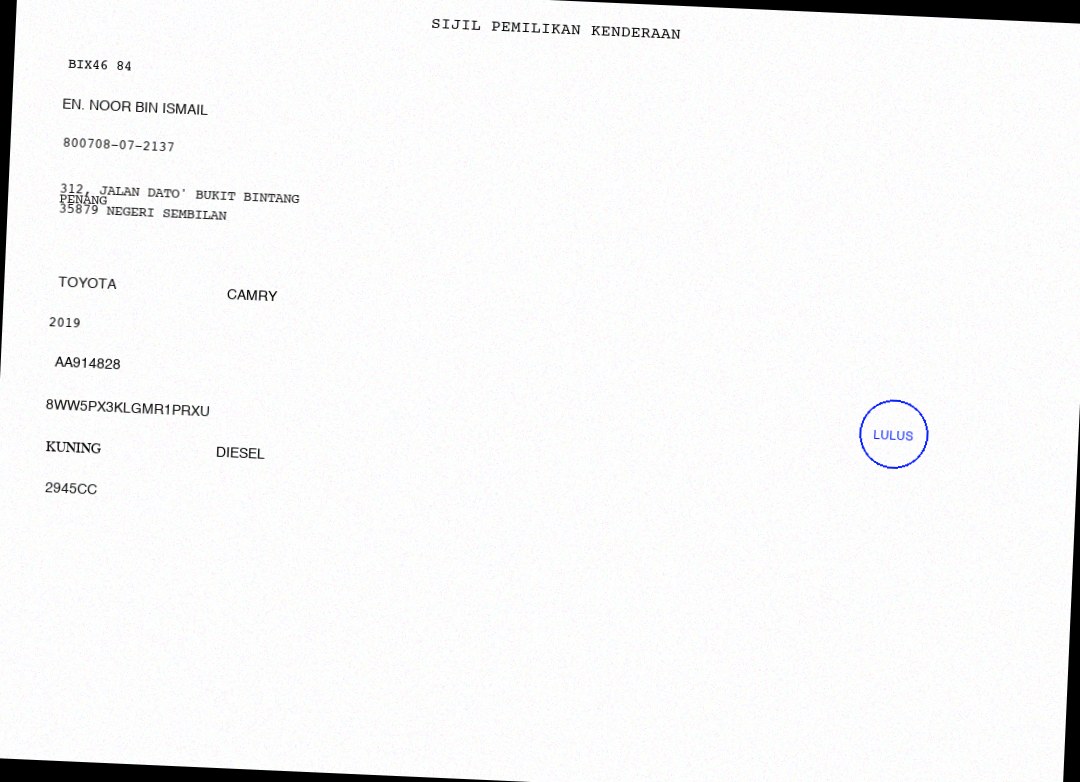 SIJIL PEMILIKAN KENDERAAN
BIX46 84
EN. NOOR BIN ISMAIL
800708-07-2137
312, JALAN DATO' BUKIT BINTANG
PENANG
35879 NEGERI SEMBILAN
TOYOTA CAMRY
2019
AA914828
8WW5PX3KLGMR1PRXU
KUNING DIESEL
2945CC
LULUS